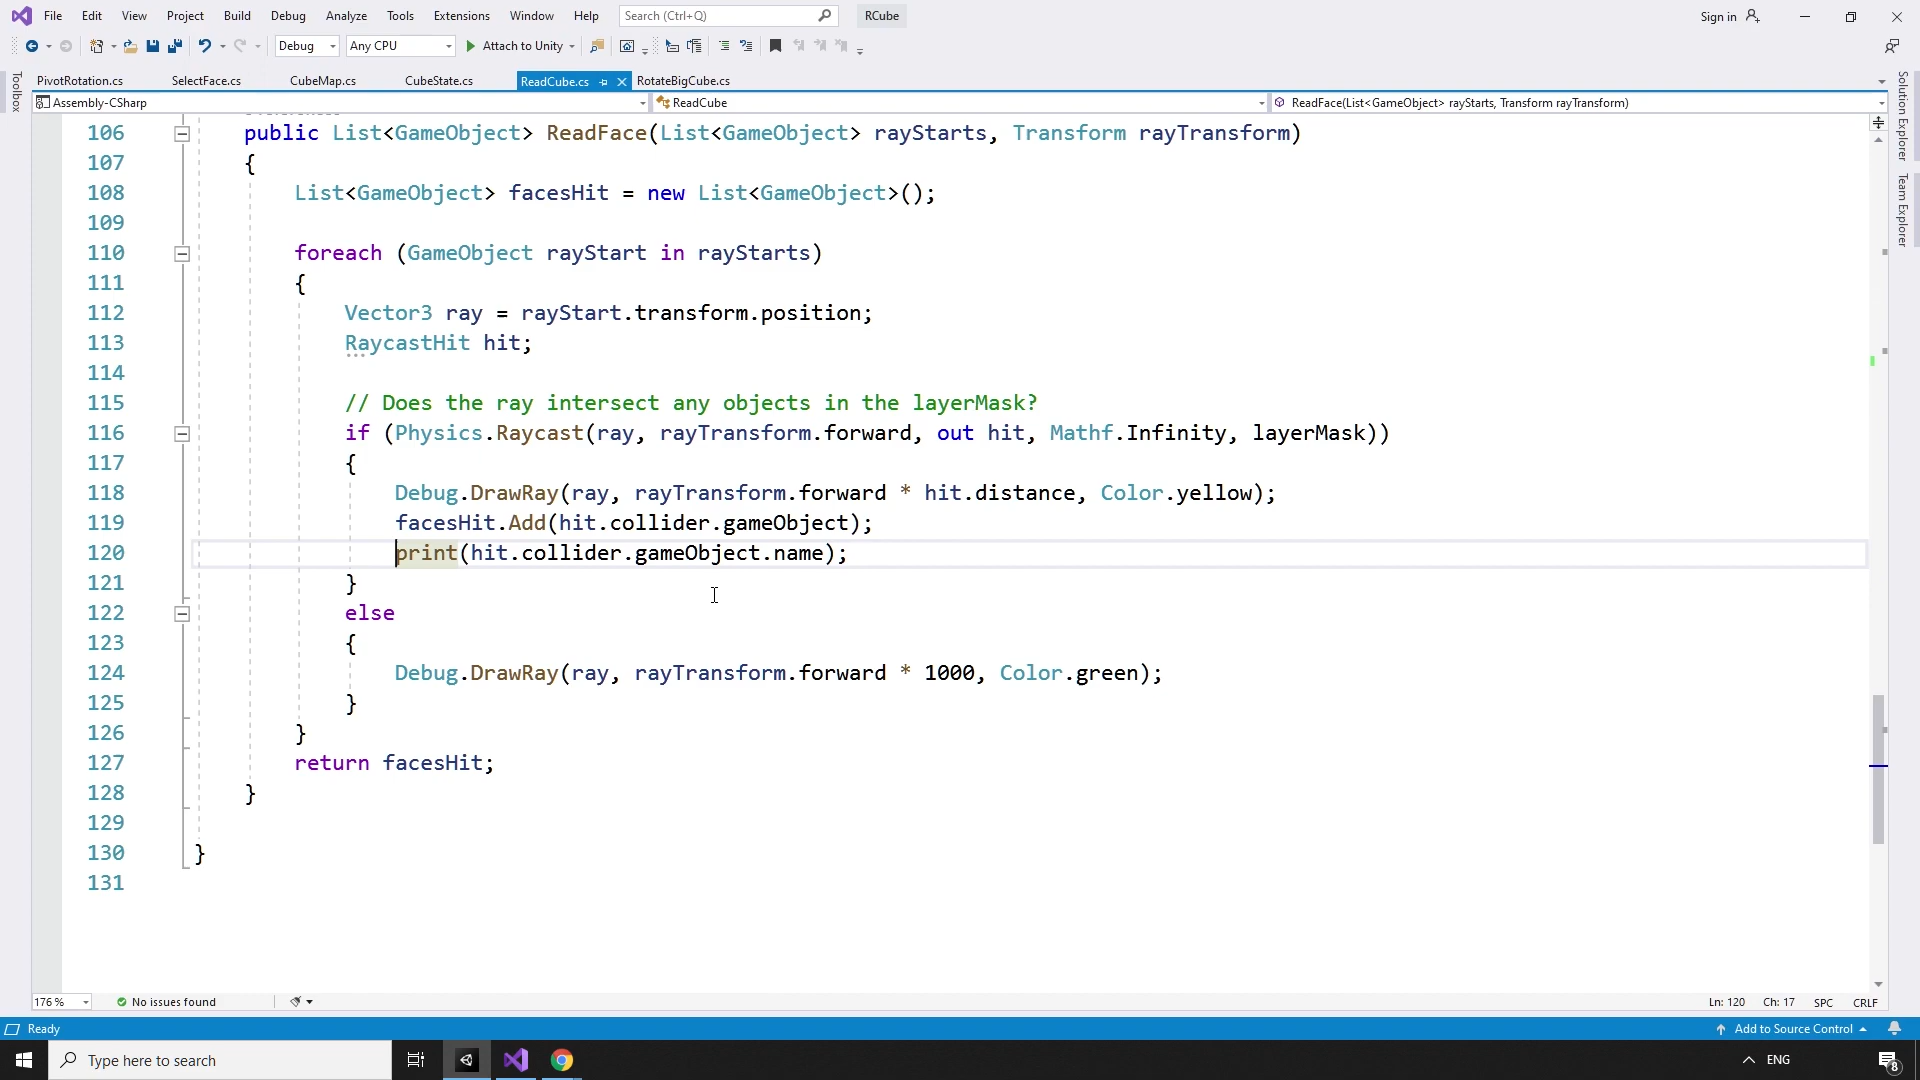 File Edit View Project Build Debug Analyze Tools Extensions Window Help Search (Ctrl+Q) RCube Sign in
Debug Any CPU Attach to Unity
PivotRotation.cs SelectFace.cs CubeMap.cs CubeState.cs ReadCube.cs RotateBigCube.cs
Assembly-CSharp ReadCube ReadFace(List<GameObject> rayStarts, Transform rayTransform)
Toolbox
Solution Explorer
Team Explorer
106 public List<GameObject> ReadFace(List<GameObject> rayStarts, Transform rayTransform)
107 {
108 List<GameObject> facesHit = new List<GameObject>();
109
110 foreach (GameObject rayStart in rayStarts)
111 {
112 Vector3 ray = rayStart.transform.position;
113 RaycastHit hit;
114
115 // Does the ray intersect any objects in the layerMask?
116 if (Physics.Raycast(ray, rayTransform.forward, out hit, Mathf.Infinity, layerMask))
117 {
118 Debug.DrawRay(ray, rayTransform.forward * hit.distance, Color.yellow);
119 facesHit.Add(hit.collider.gameObject);
120 print(hit.collider.gameObject.name);
121 }
122 else
123 {
124 Debug.DrawRay(ray, rayTransform.forward * 1000, Color.green);
125 }
126 }
127 return facesHit;
128 }
129
130 }
131
176 % No issues found Ln: 120 Ch: 17 SPC CRLF
Ready Add to Source Control
Type here to search ENG 8